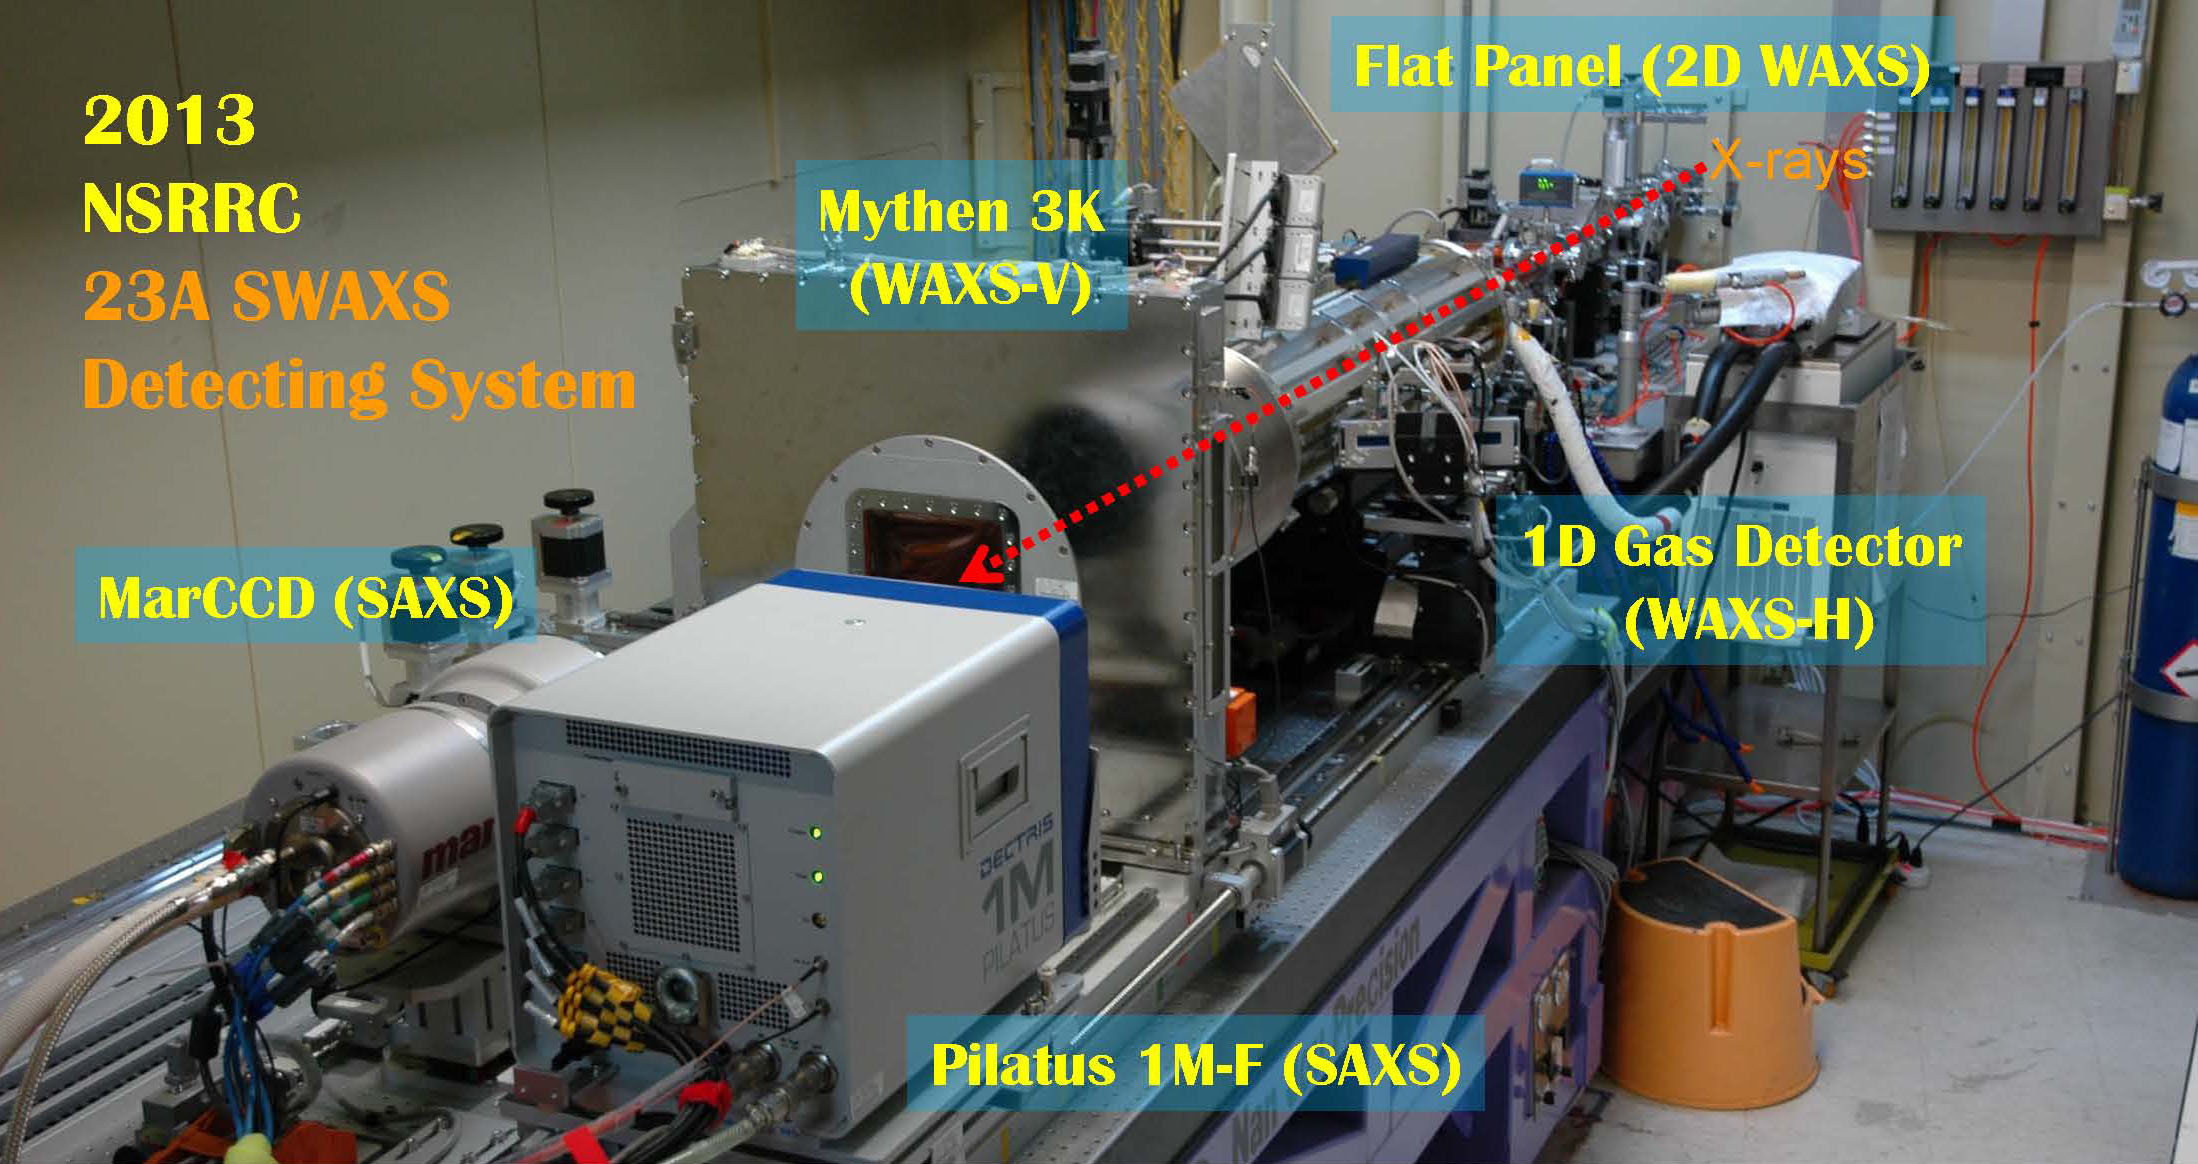 2013
NSRRC
23A SWAXS
Detecting System
Flat Panel (2D WAXS)
X-rays
Mythen 3K
(WAXS-V)
MarCCD (SAXS)
1D Gas Detector
(WAXS-H)
mar
DECTRIS
1M
PILATUS
Precision
Pilatus 1M-F (SAXS)
Nan